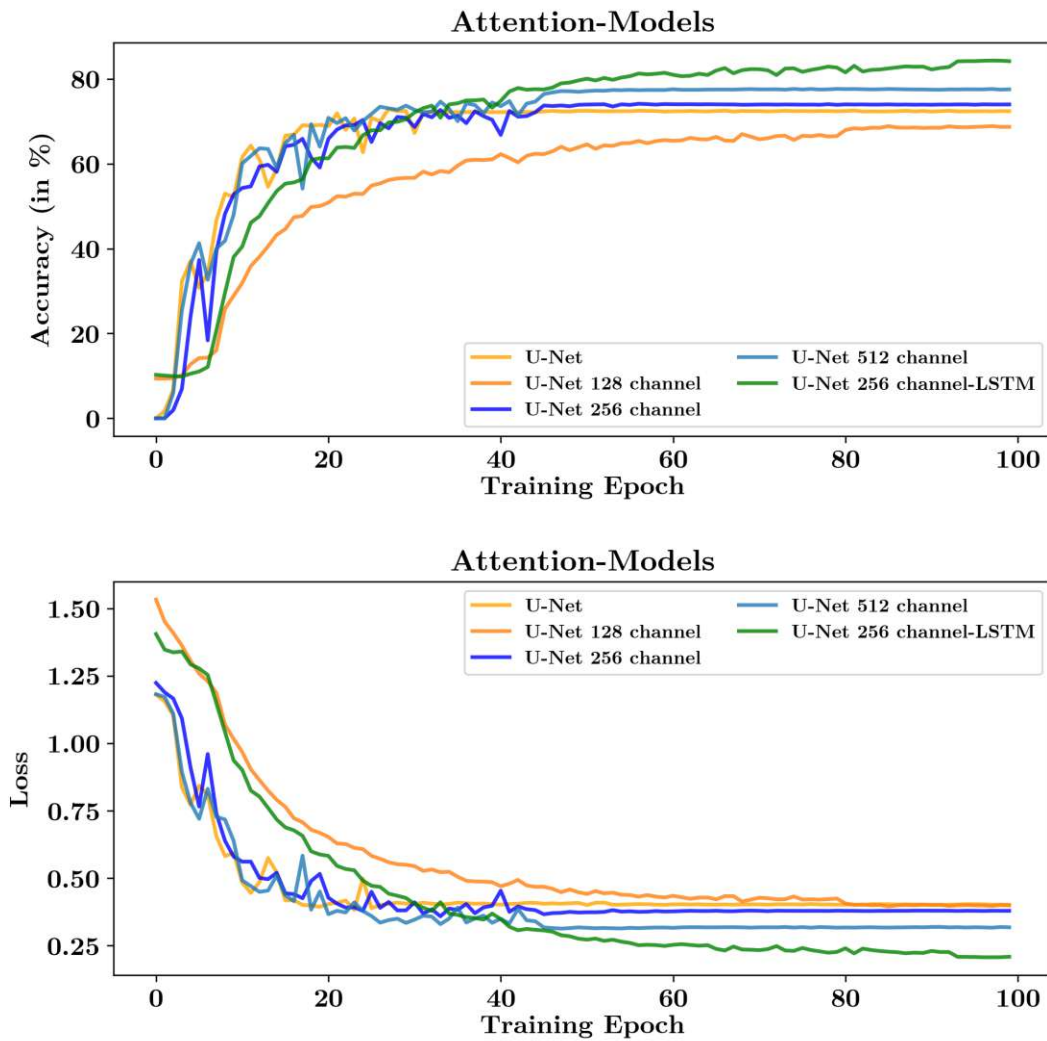 Attention-Models
80
60
40
20
0
Accuracy (in %)
U-Net
U-Net 128 channel
U-Net 256 channel
U-Net 512 channel
U-Net 256 channel-LSTM
0 20 40 60 80 100
Training Epoch
Attention-Models
1.50
1.25
1.00
0.75
0.50
0.25
Loss
U-Net
U-Net 128 channel
U-Net 256 channel
U-Net 512 channel
U-Net 256 channel-LSTM
0 20 40 60 80 100
Training Epoch